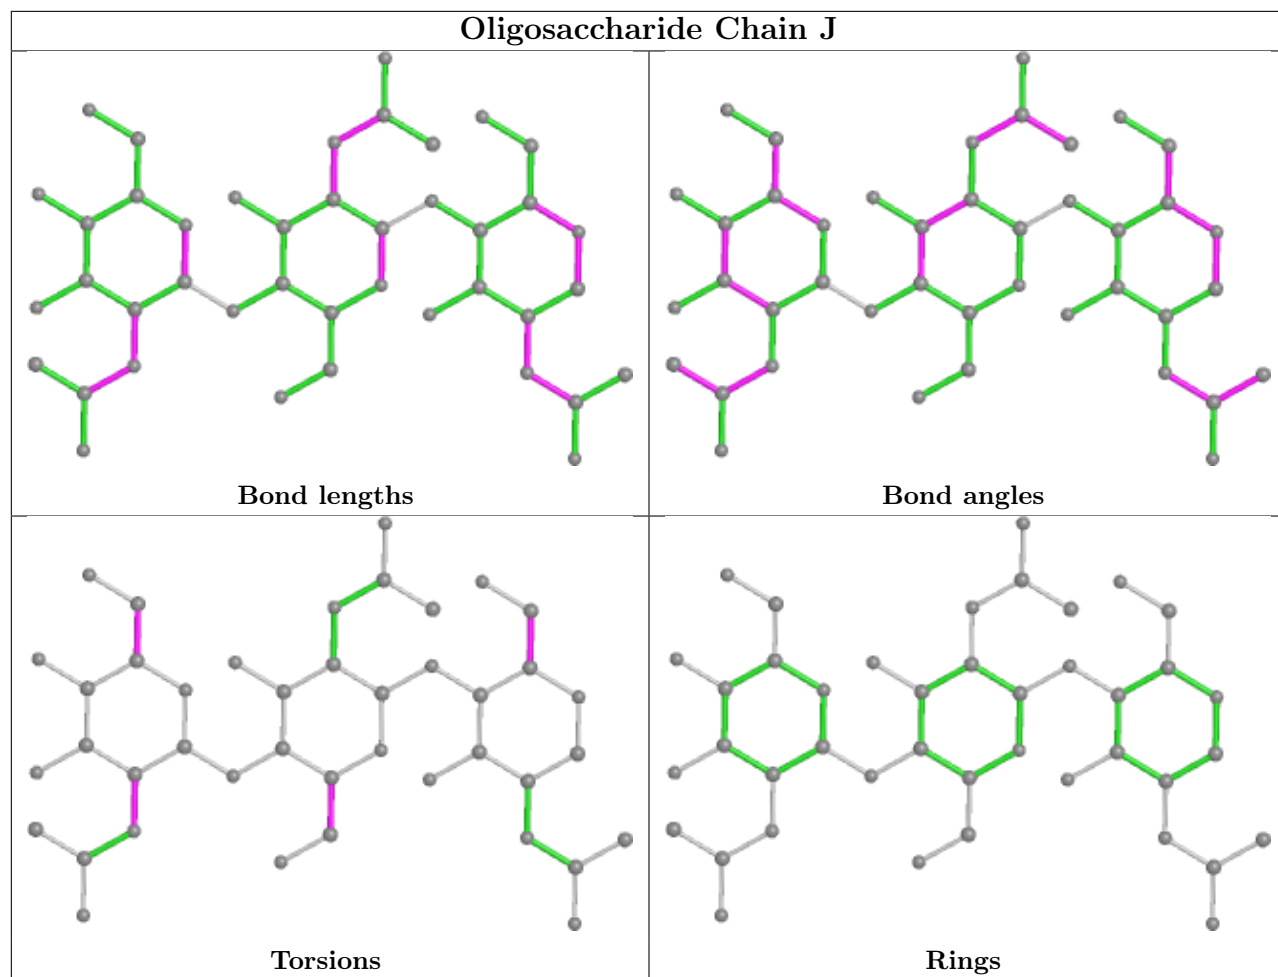 Oligosaccharide Chain J
Bond lengths
Bond angles
Torsions
Rings